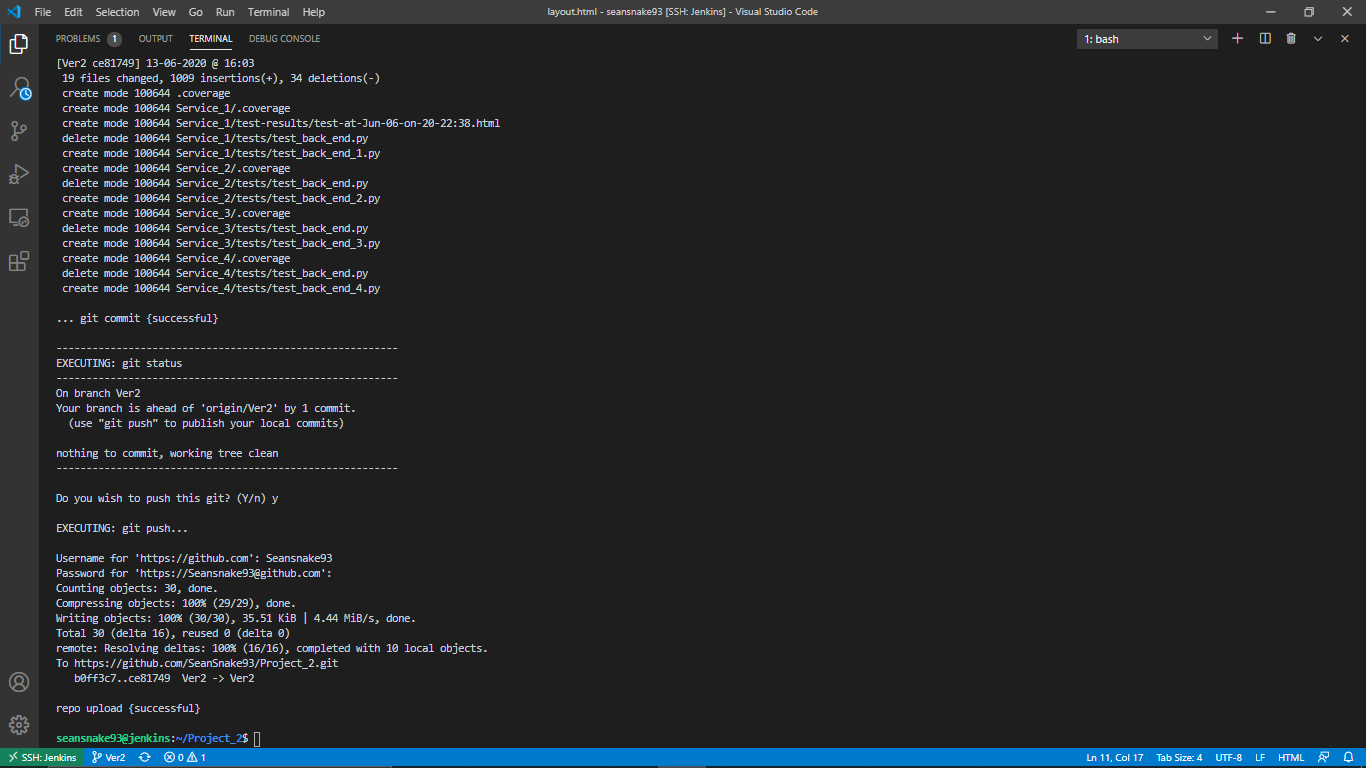 File Edit Selection View Go Run Terminal Help layout.html - seansnake93 [SSH: Jenkins] - Visual Studio Code
PROBLEMS 1 OUTPUT TERMINAL DEBUG CONSOLE 1: bash
[Ver2 ce81749] 13-06-2020 @ 16:03
19 files changed, 1009 insertions(+), 34 deletions(-)
create mode 100644 .coverage
create mode 100644 Service_1/.coverage
create mode 100644 Service_1/test-results/test-at-Jun-06-on-20-22:38.html
delete mode 100644 Service_1/tests/test_back_end.py
create mode 100644 Service_1/tests/test_back_end_1.py
create mode 100644 Service_2/.coverage
delete mode 100644 Service_2/tests/test_back_end.py
create mode 100644 Service_2/tests/test_back_end_2.py
create mode 100644 Service_3/.coverage
delete mode 100644 Service_3/tests/test_back_end.py
create mode 100644 Service_3/tests/test_back_end_3.py
create mode 100644 Service_4/.coverage
delete mode 100644 Service_4/tests/test_back_end.py
create mode 100644 Service_4/tests/test_back_end_4.py
... git commit {successful}
---------------------------------------------------------
EXECUTING: git status
---------------------------------------------------------
On branch Ver2
Your branch is ahead of 'origin/Ver2' by 1 commit.
(use "git push" to publish your local commits)
nothing to commit, working tree clean
---------------------------------------------------------
Do you wish to push this git? (Y/n) y
EXECUTING: git push...
Username for 'https://github.com': Seansnake93
Password for 'https://Seansnake93@github.com':
Counting objects: 30, done.
Compressing objects: 100% (29/29), done.
Writing objects: 100% (30/30), 35.51 KiB | 4.44 MiB/s, done.
Total 30 (delta 16), reused 0 (delta 0)
remote: Resolving deltas: 100% (16/16), completed with 10 local objects.
To https://github.com/SeanSnake93/Project_2.git
b0ff3c7..ce81749 Ver2 -> Ver2
repo upload {successful}
seansnake93@jenkins:~/Project_2$
SSH: Jenkins Ver2 0 1 Ln 11, Col 17 Tab Size: 4 UTF-8 LF HTML